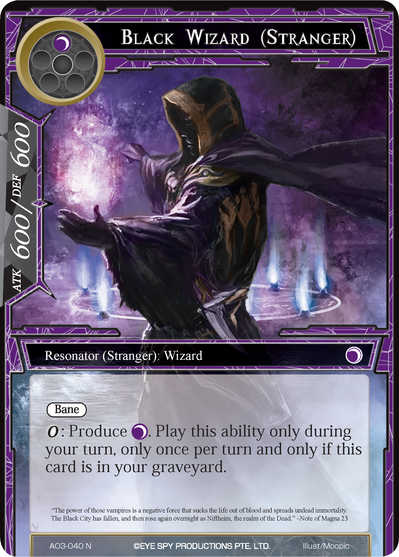 Black Wizard (Stranger)
ATK 600/DEF 600
Resonator (Stranger): Wizard
Bane
0: Produce . Play this ability only during
your turn, only once per turn and only if this
card is in your graveyard.
"The power of those vampires is a negative force that sucks the life out of blood and spreads undead immortality.
The Black City has fallen, and then rose again overnight as Niflheim, the realm of the Dead." –Note of Magna 23
A03-040 N
©EYE SPY PRODUCTIONS PTE. LTD.
Illust/Moopic